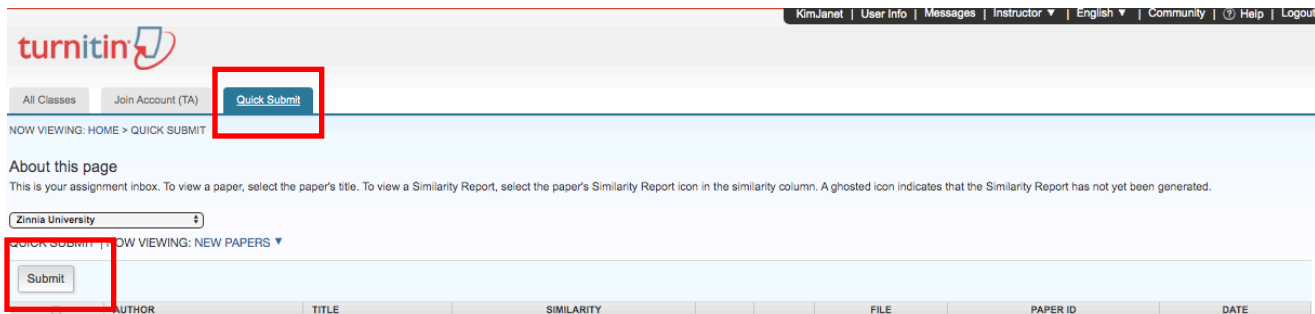 KimJanet | User Info | Messages | Instructor ▼ | English ▼ | Community | ? Help | Logout
turnitin
All Classes Join Account (TA) Quick Submit
NOW VIEWING: HOME > QUICK SUBMIT
About this page
This is your assignment inbox. To view a paper, select the paper's title. To view a Similarity Report, select the paper's Similarity Report icon in the similarity column. A ghosted icon indicates that the Similarity Report has not yet been generated.
Zinnia University
QUICK SUBMIT | NOW VIEWING: NEW PAPERS ▼
Submit
AUTHOR TITLE SIMILARITY FILE PAPER ID DATE